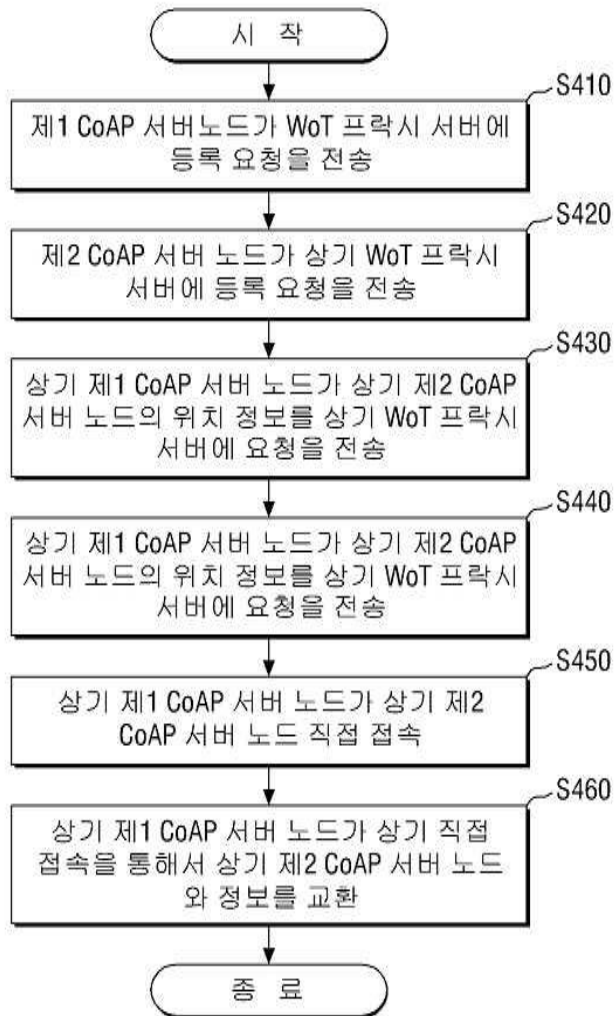 시 작
S410
제1 CoAP 서버노드가 WoT 프락시 서버에
등록 요청을 전송
S420
제2 CoAP 서버 노드가 상기 WoT 프락시
서버에 등록 요청을 전송
S430
상기 제1 CoAP 서버 노드가 상기 제2 CoAP
서버 노드의 위치 정보를 상기 WoT 프락시
서버에 요청을 전송
S440
상기 제1 CoAP 서버 노드가 상기 제2 CoAP
서버 노드의 위치 정보를 상기 WoT 프락시
서버에 요청을 전송
S450
상기 제1 CoAP 서버 노드가 상기 제2
CoAP 서버 노드 직접 접속
S460
상기 제1 CoAP 서버 노드가 상기 직접
접속을 통해서 상기 제2 CoAP 서버 노드
와 정보를 교환
종 료